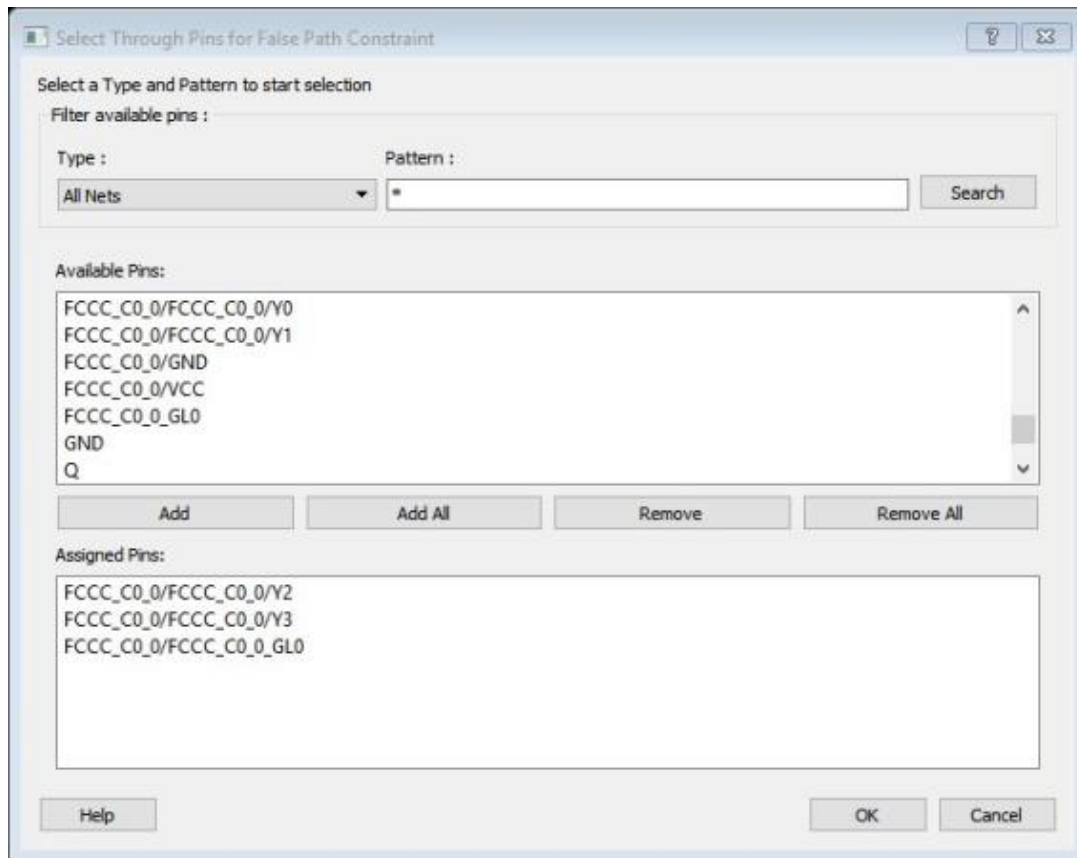 Select Through Pins for False Path Constraint
Select a Type and Pattern to start selection
Filter available pins :
Type :
Pattern :
All Nets
*
Search
Available Pins:
FCCC_C0_0/FCCC_C0_0/Y0
FCCC_C0_0/FCCC_C0_0/Y1
FCCC_C0_0/GND
FCCC_C0_0/VCC
FCCC_C0_0_GL0
GND
Q
Add
Add All
Remove
Remove All
Assigned Pins:
FCCC_C0_0/FCCC_C0_0/Y2
FCCC_C0_0/FCCC_C0_0/Y3
FCCC_C0_0/FCCC_C0_0_GL0
Help
OK
Cancel